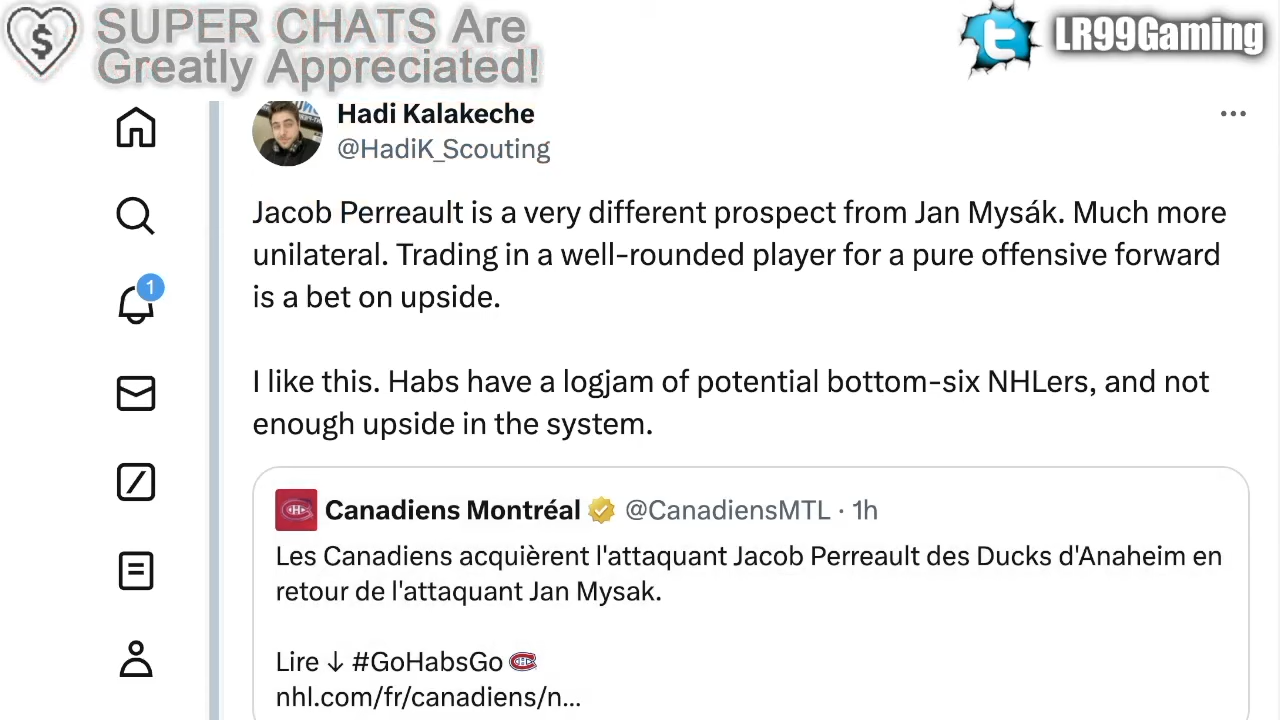 SUPER CHATS Are
Greatly Appreciated!
LR99Gaming
Hadi Kalakeche
@HadiK_Scouting
1
Jacob Perreault is a very different prospect from Jan Mysák. Much more
unilateral. Trading in a well-rounded player for a pure offensive forward
is a bet on upside.
I like this. Habs have a logjam of potential bottom-six NHLers, and not
enough upside in the system.
Canadiens Montréal @CanadiensMTL · 1h
Les Canadiens acquièrent l'attaquant Jacob Perreault des Ducks d'Anaheim en
retour de l'attaquant Jan Mysak.
Lire ↓ #GoHabsGo
nhl.com/fr/canadiens/n...